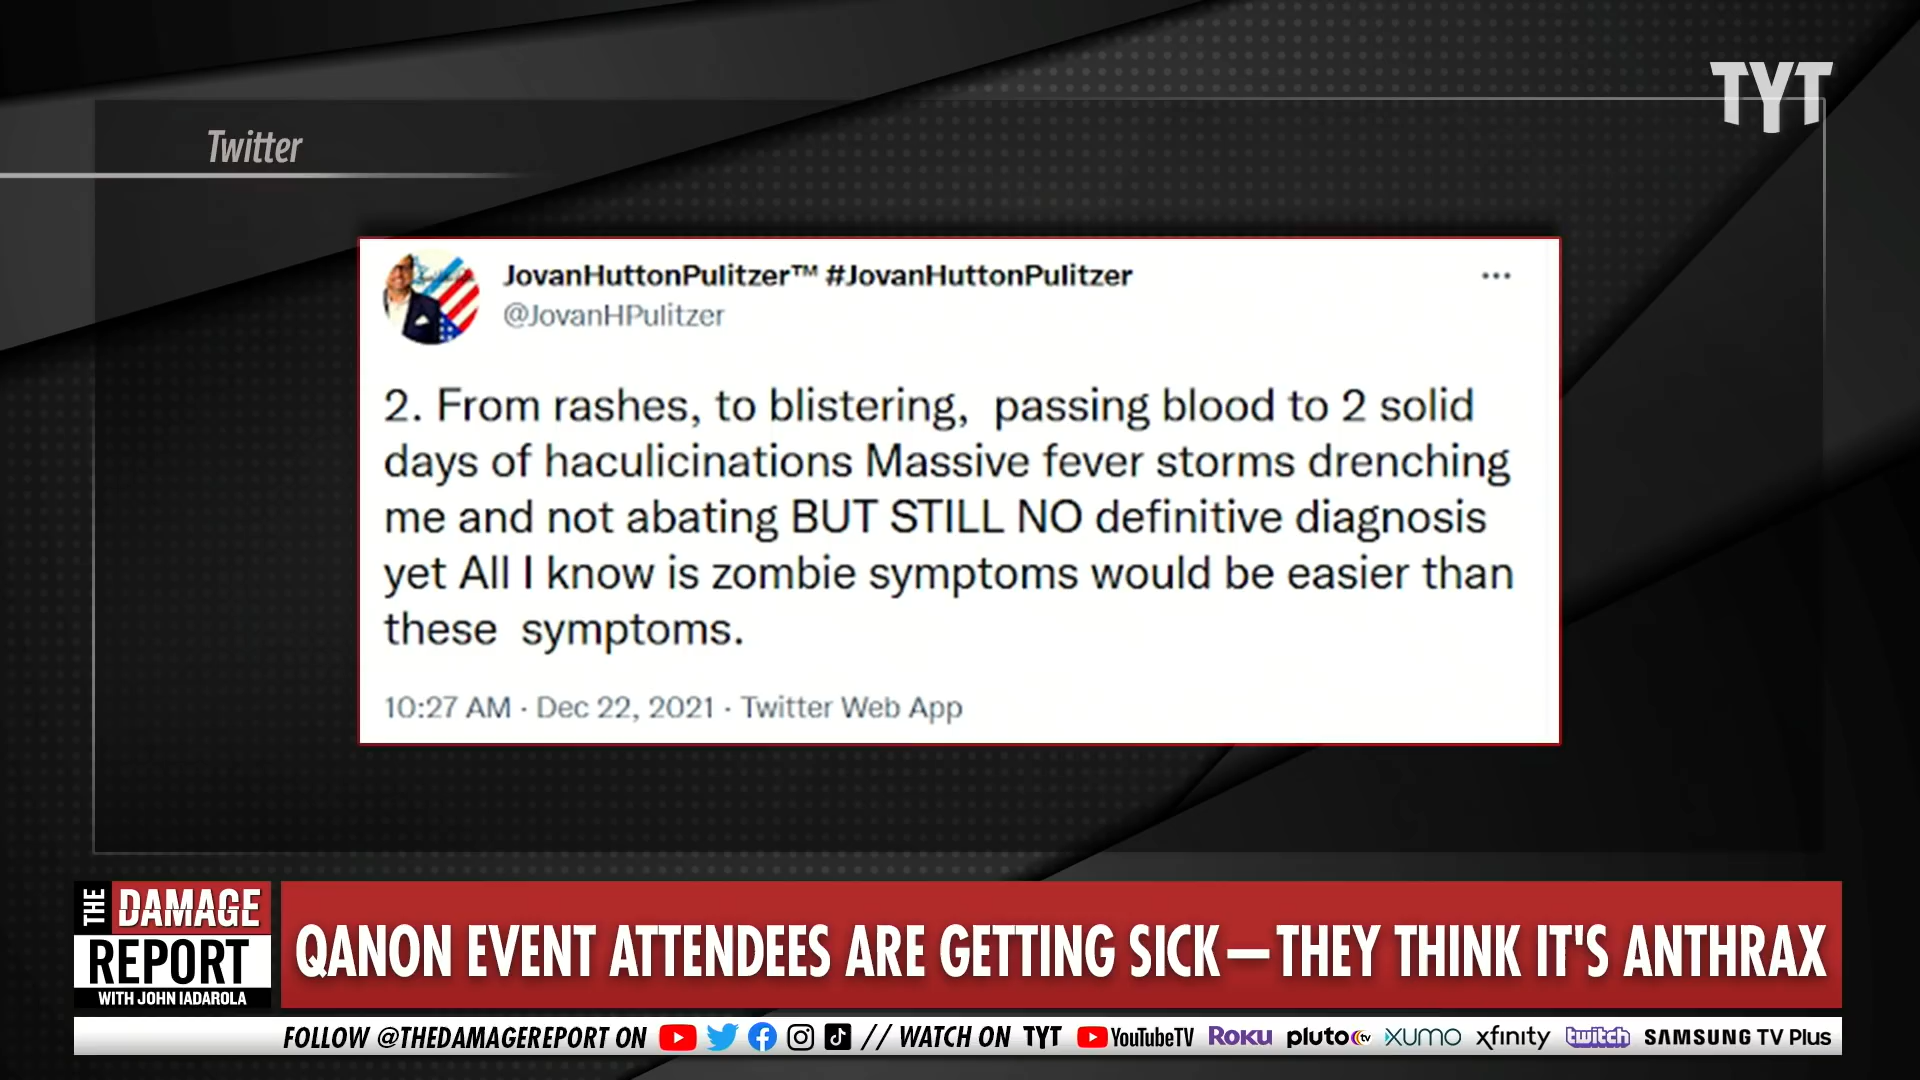 TYT
Twitter
JovanHuttonPulitzer™ #JovanHuttonPulitzer
@JovanHPulitzer
2. From rashes, to blistering,  passing blood to 2 solid
days of haculicinations Massive fever storms drenching
me and not abating BUT STILL NO definitive diagnosis
yet All I know is zombie symptoms would be easier than
these  symptoms.
10:27 AM · Dec 22, 2021 · Twitter Web App
THE DAMAGE
REPORT
WITH JOHN IADAROLA
QANON EVENT ATTENDEES ARE GETTING SICK—THEY THINK IT'S ANTHRAX
FOLLOW @THEDAMAGEREPORT ON // WATCH ON TYT YouTubeTV ROKU pluto tv XUMO xfinity twitch SAMSUNG TV Plus